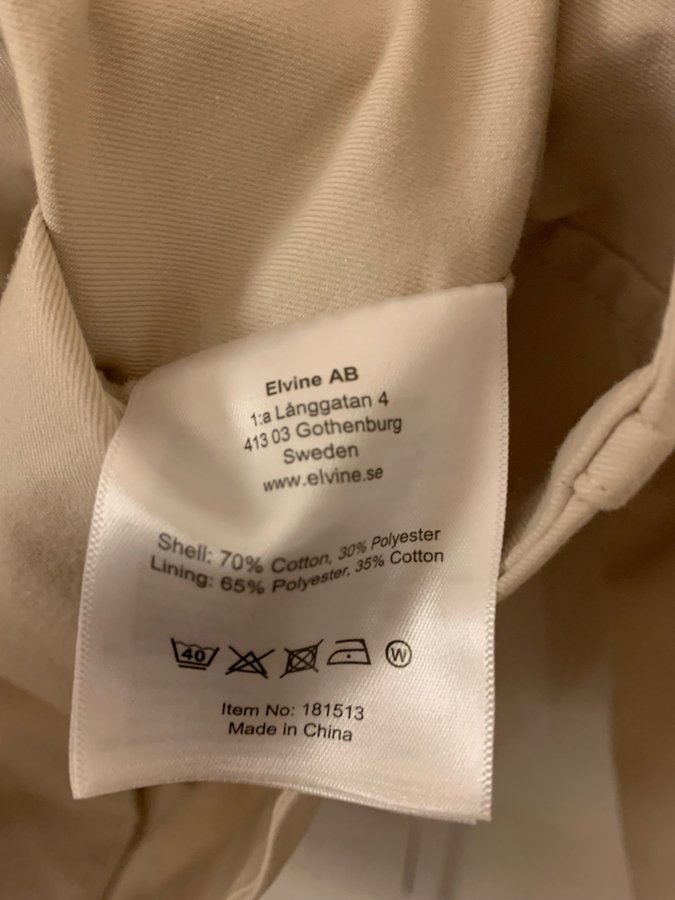 Elvine AB
1:a Långgatan 4
413 03 Gothenburg
Sweden
www.elvine.se
Shell: 70% Cotton, 30% Polyester
Lining: 65% Polyester, 35% Cotton
40 W
Item No: 181513
Made in China